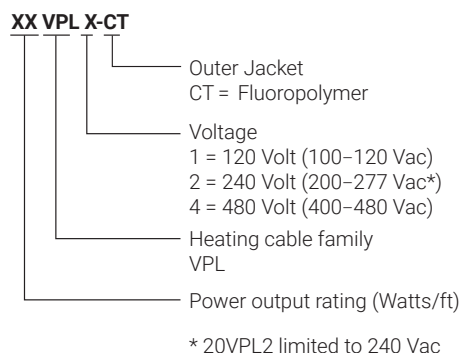 XX VPL X-CT
Outer Jacket
CT = Fluoropolymer
Voltage
1 = 120 Volt (100–120 Vac)
2 = 240 Volt (200–277 Vac*)
4 = 480 Volt (400–480 Vac)
Heating cable family
VPL
Power output rating (Watts/ft)
* 20VPL2 limited to 240 Vac